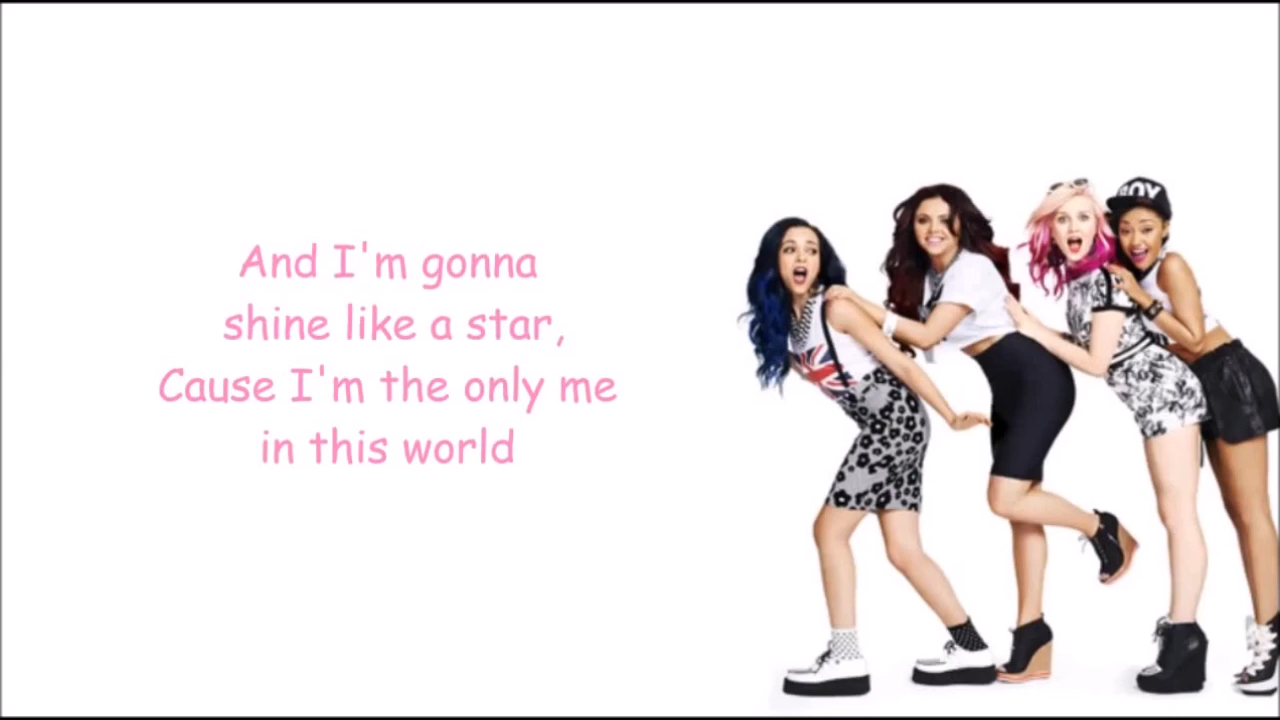 And I'm gonna
shine like a star,
Cause I'm the only me
in this world
BOY